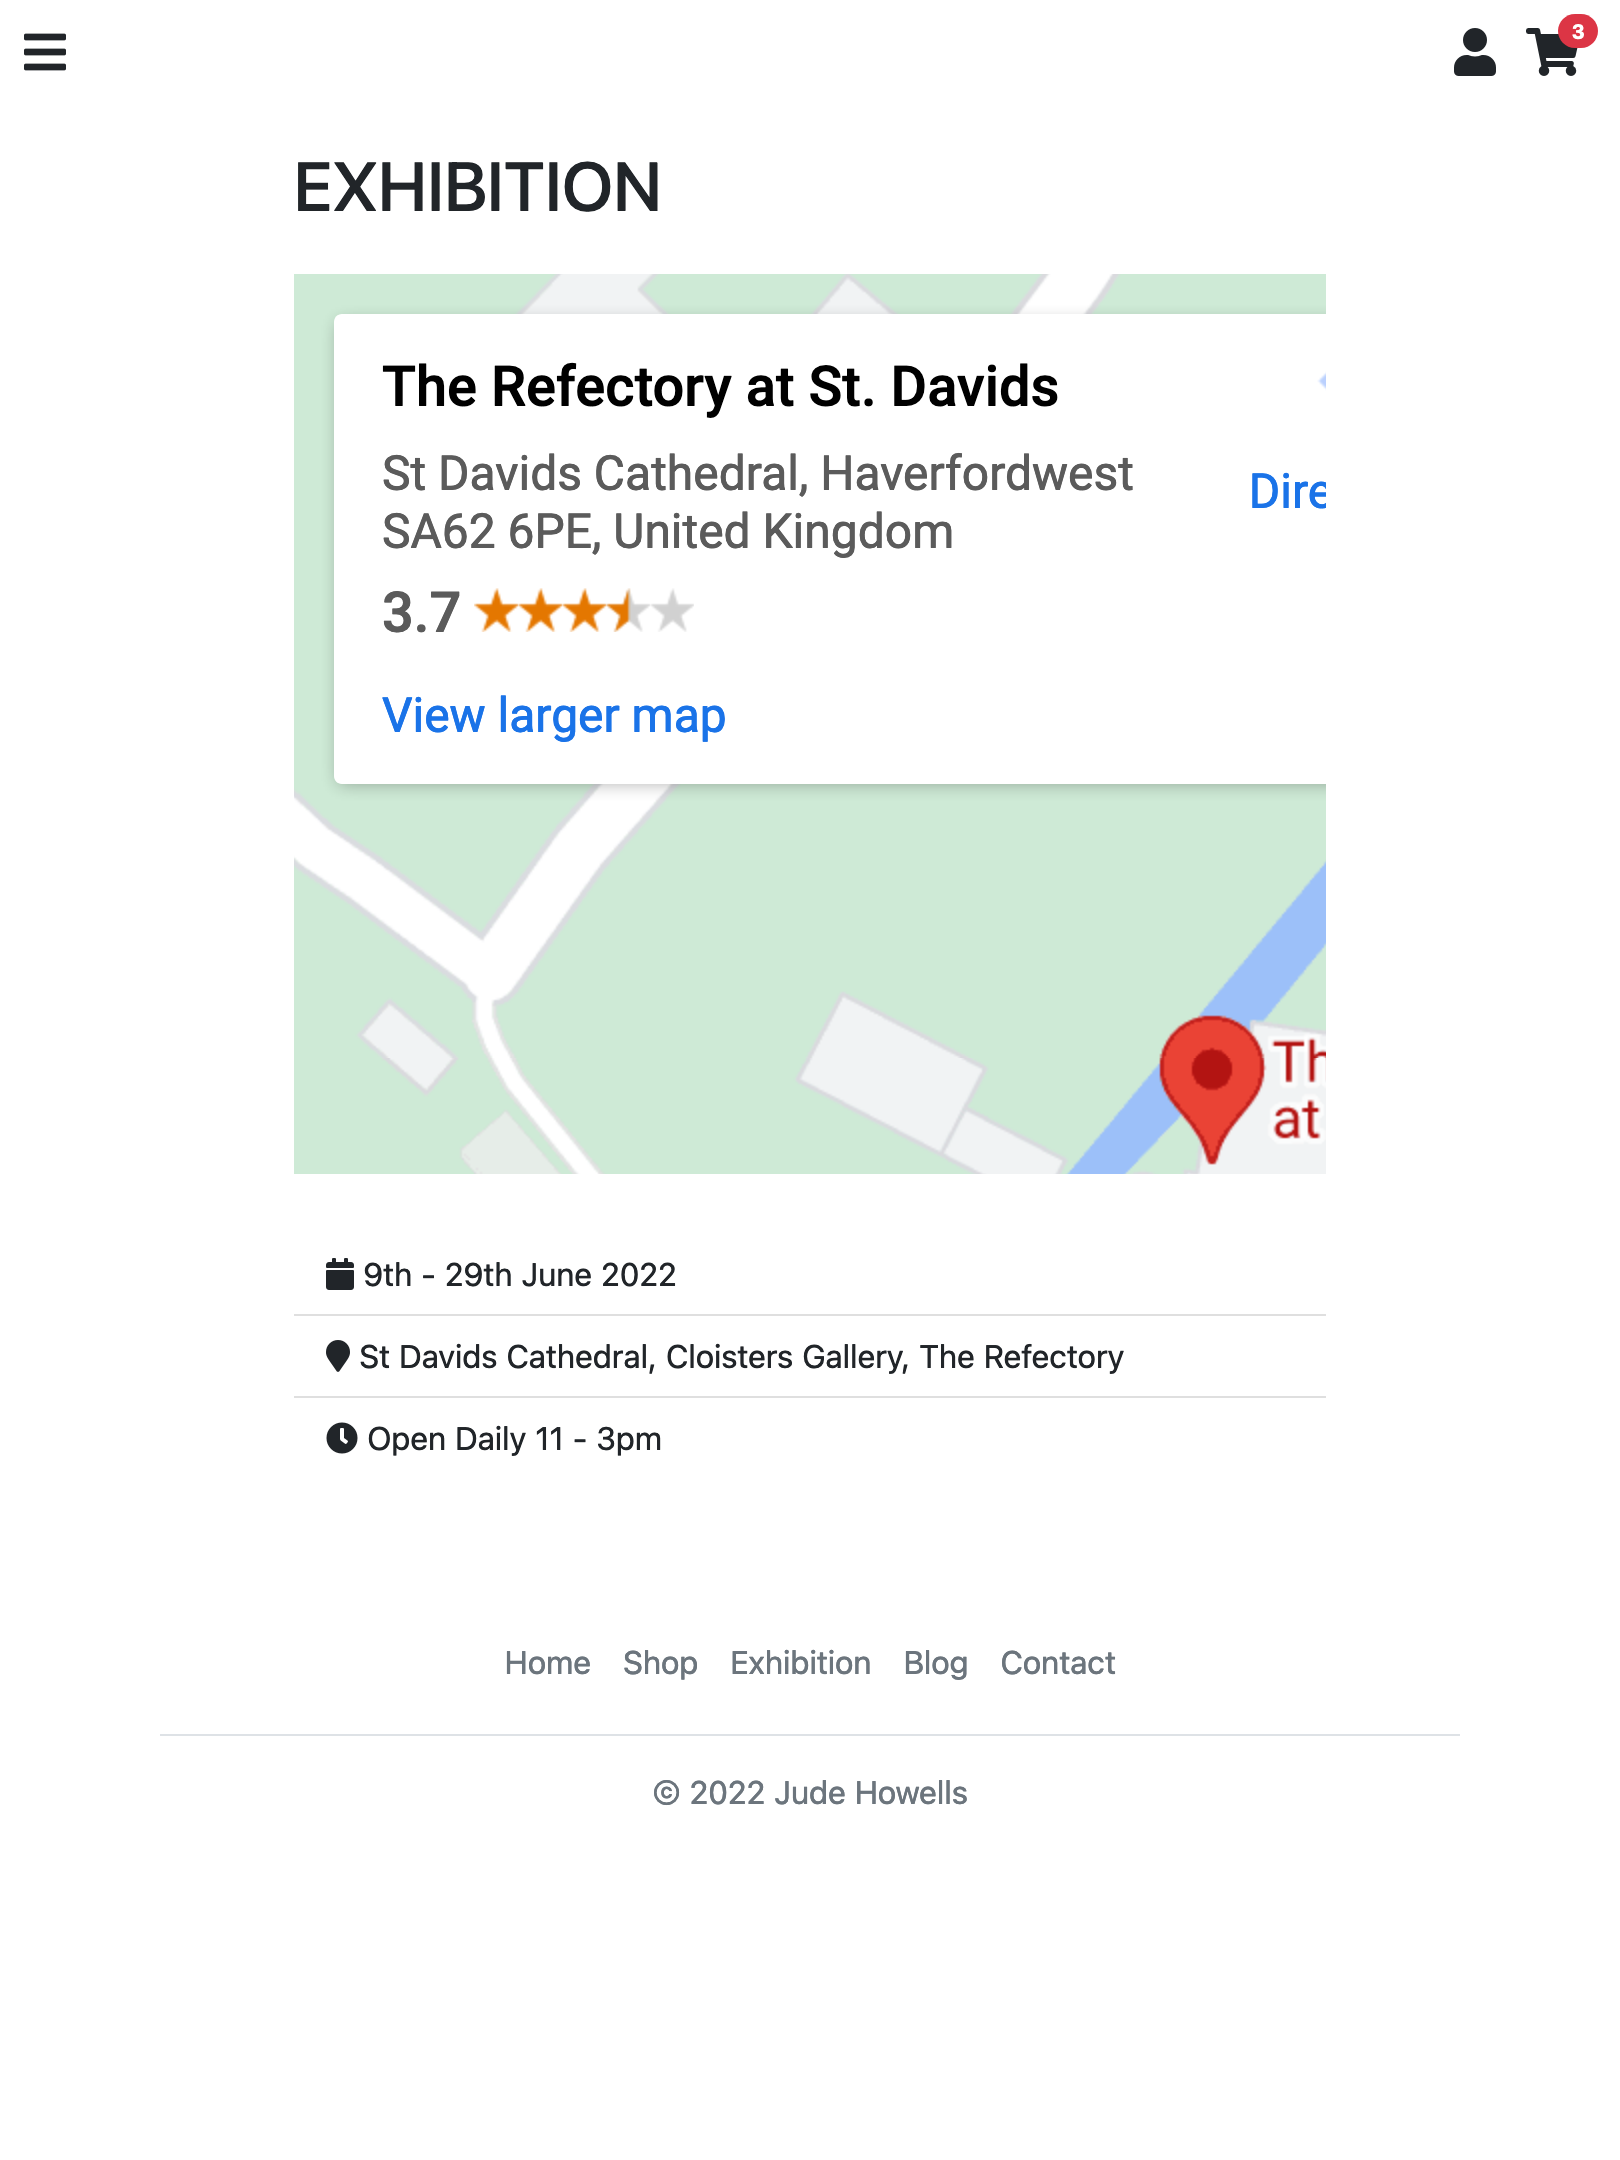 3
EXHIBITION
The Refectory at St. Davids
St Davids Cathedral, Haverfordwest
SA62 6PE, United Kingdom
Dire
3.7
View larger map
Th
at
9th - 29th June 2022
St Davids Cathedral, Cloisters Gallery, The Refectory
Open Daily 11 - 3pm
Home Shop Exhibition Blog Contact
© 2022 Jude Howells